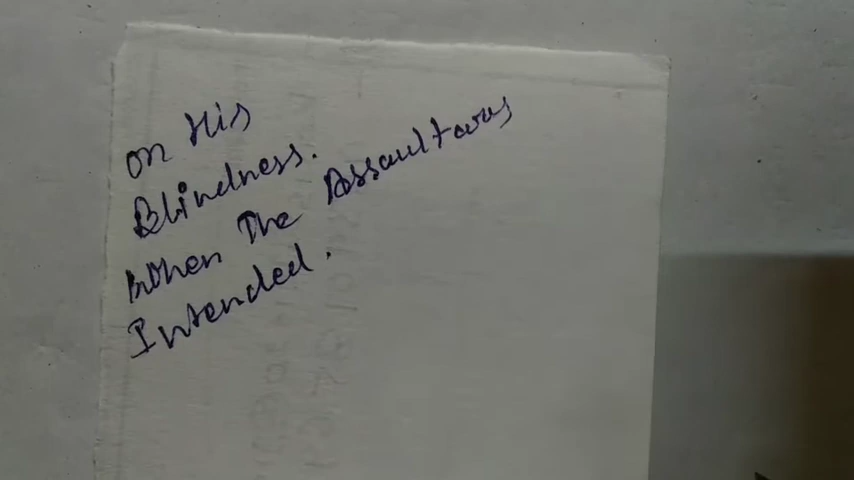 on His
Blindness.
When The Assault was
Intended.